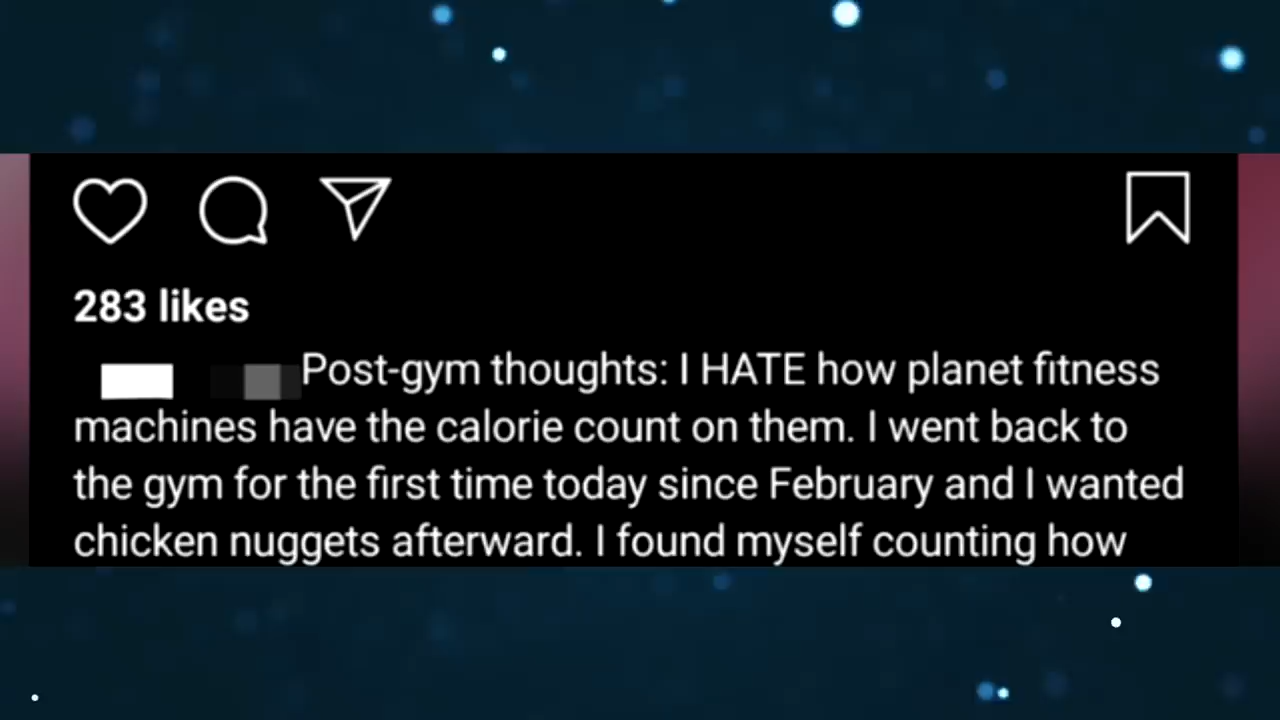 283 likes
Post-gym thoughts: I HATE how planet fitness
machines have the calorie count on them. I went back to
the gym for the first time today since February and I wanted
chicken nuggets afterward. I found myself counting how